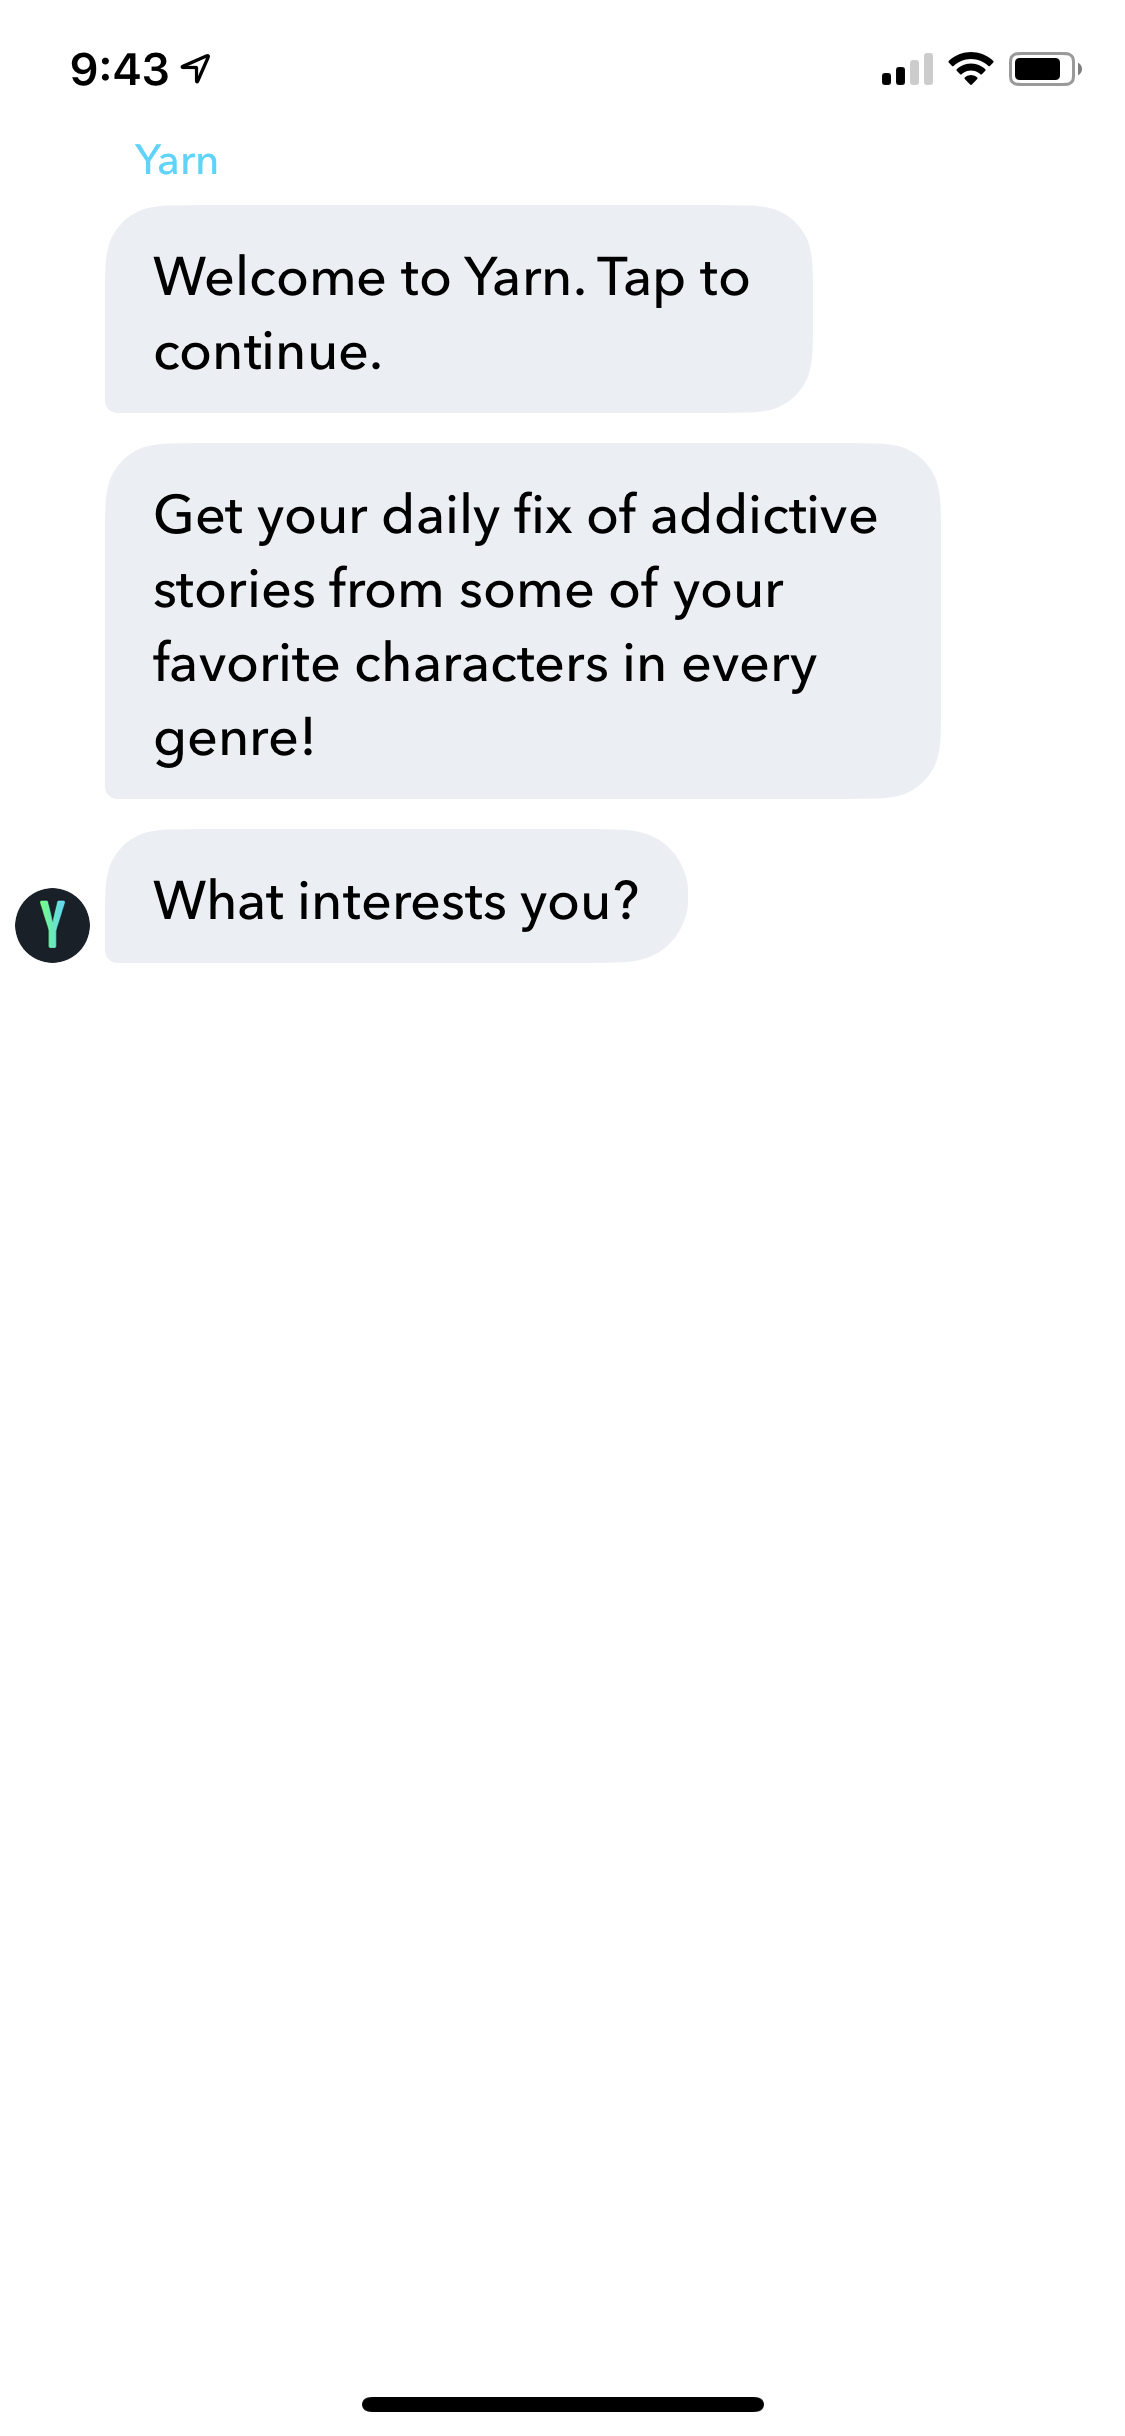 9:43
Yarn
Welcome to Yarn. Tap to
continue.
Get your daily fix of addictive
stories from some of your
favorite characters in every
genre!
What interests you?
Y